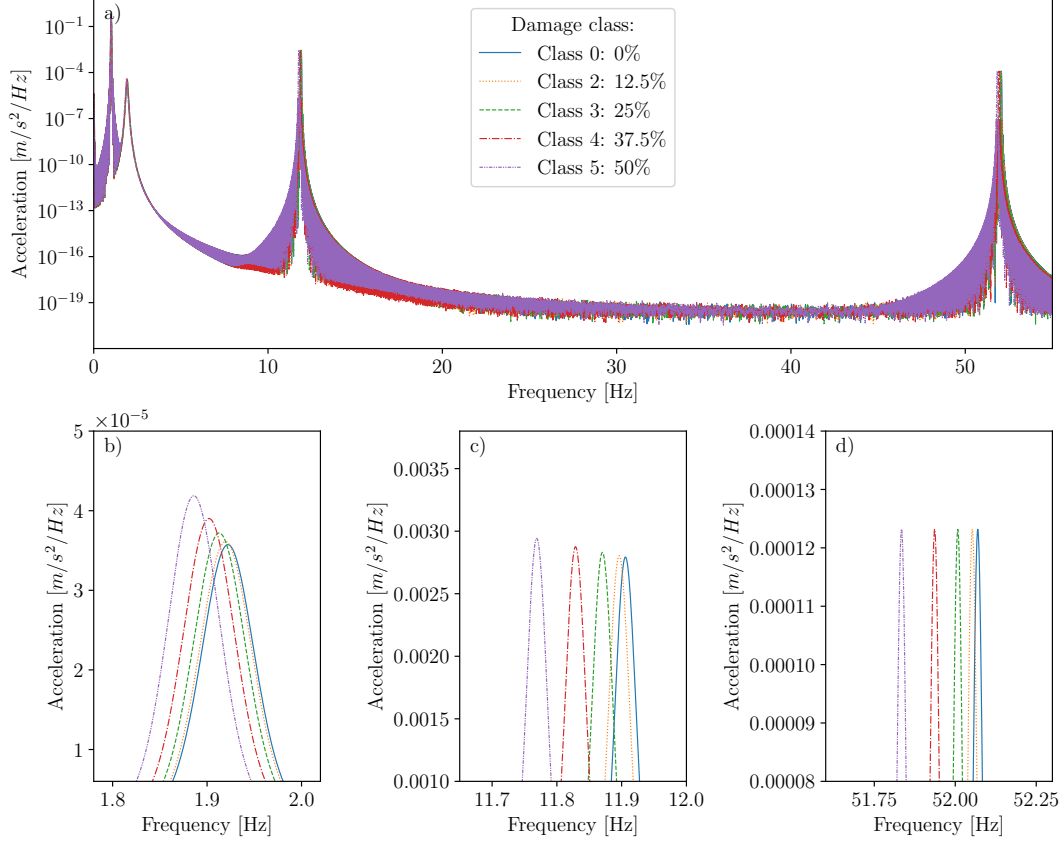 a)
Damage class:
Class 0: 0%
Class 2: 12.5%
Class 3: 25%
Class 4: 37.5%
Class 5: 50%
Acceleration [m/s²/Hz]
10⁻¹
10⁻⁴
10⁻⁷
10⁻¹⁰
10⁻¹³
10⁻¹⁶
10⁻¹⁹
0 10 20 30 40 50
Frequency [Hz]
×10⁻⁵
b)
Acceleration [m/s²/Hz]
5
4
3
2
1
1.8 1.9 2.0
Frequency [Hz]
c)
Acceleration [m/s²/Hz]
0.0035
0.0030
0.0025
0.0020
0.0015
0.0010
11.7 11.8 11.9 12.0
Frequency [Hz]
d)
Acceleration [m/s²/Hz]
0.00014
0.00013
0.00012
0.00011
0.00010
0.00009
0.00008
51.75 52.00 52.25
Frequency [Hz]